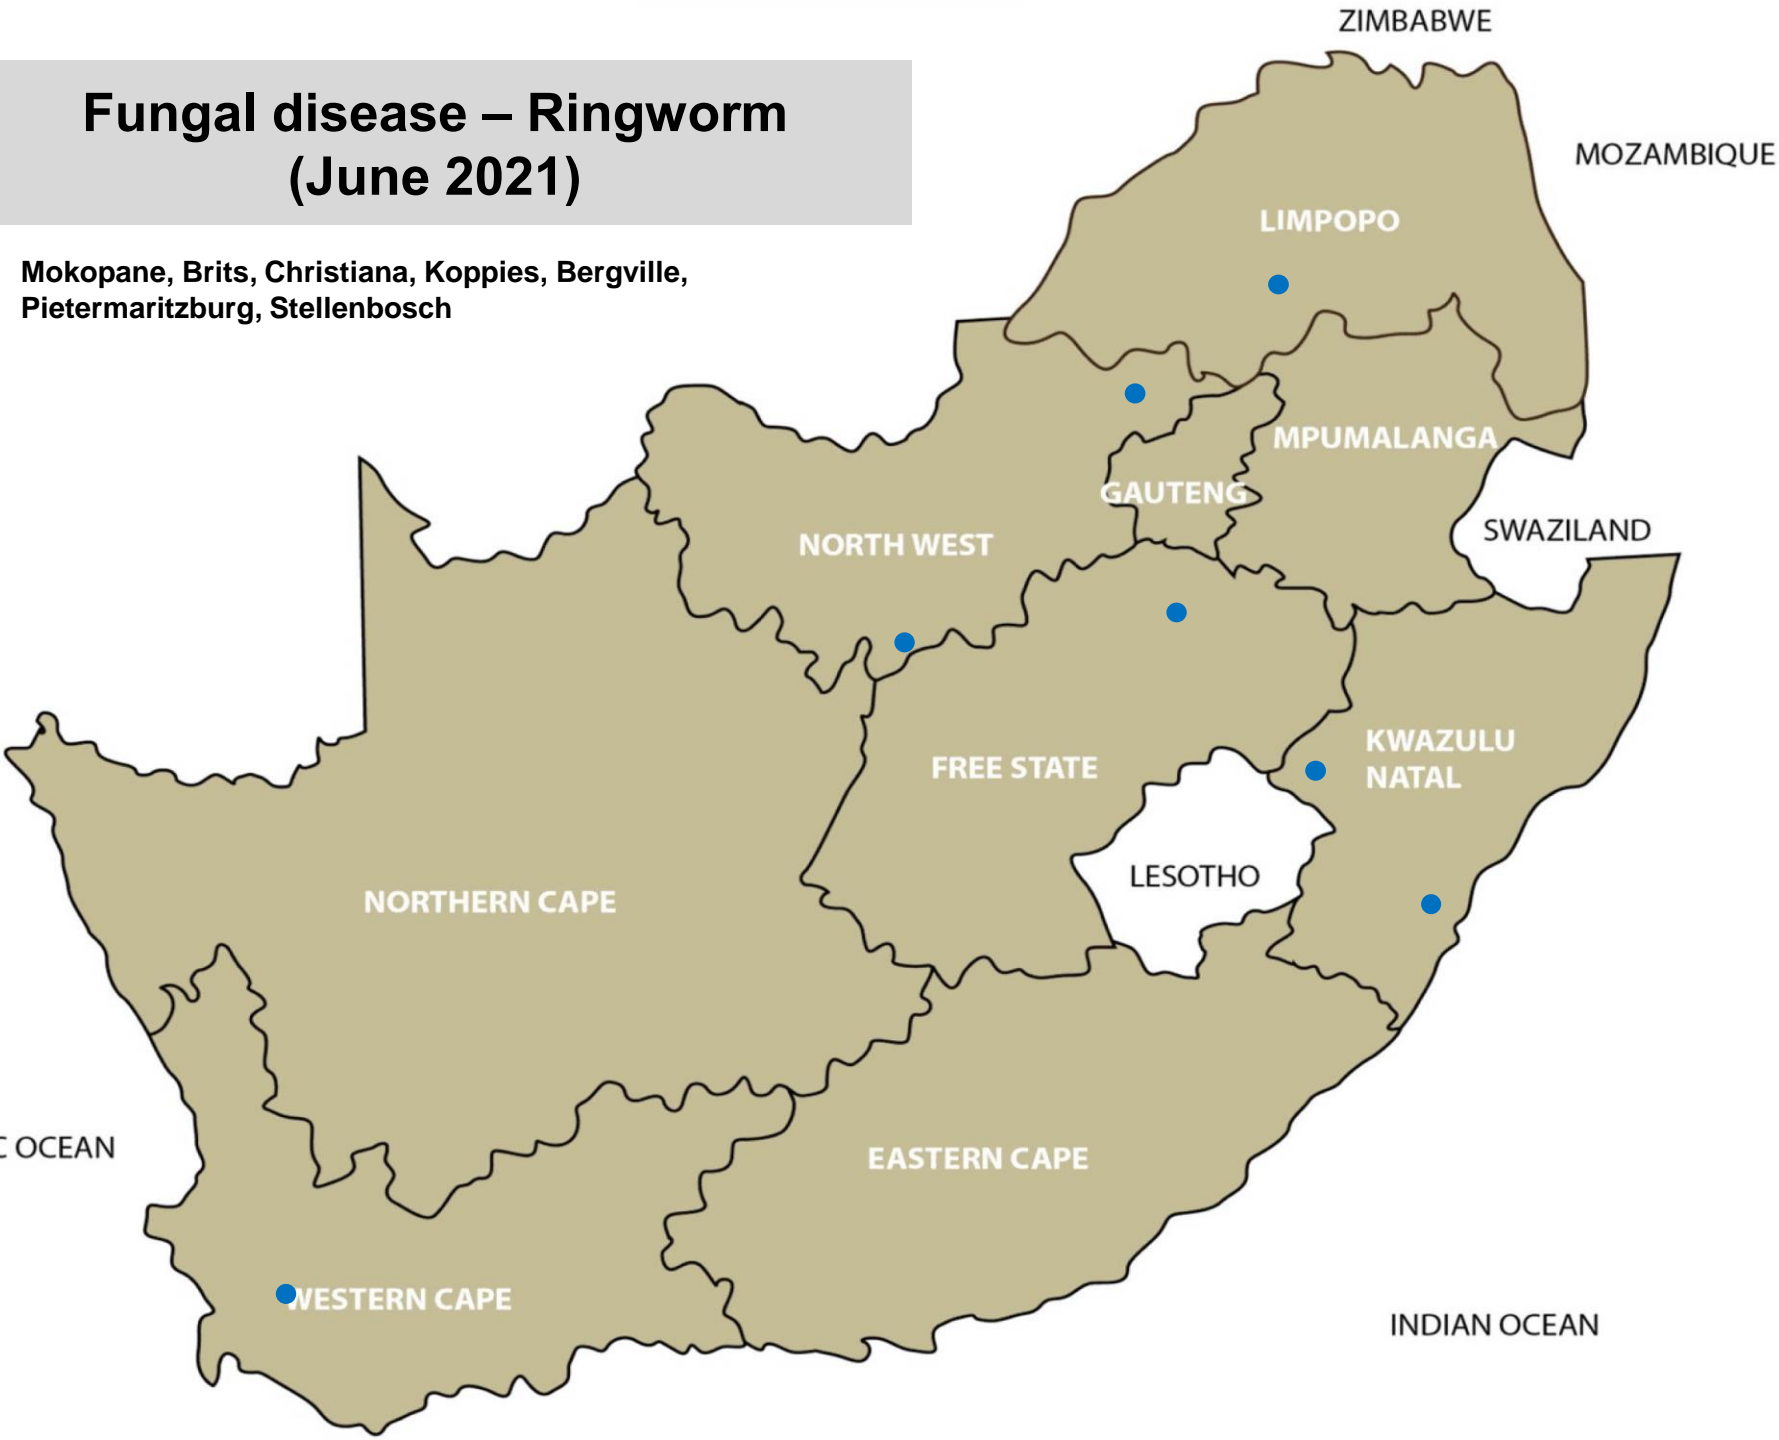 ZIMBABWE
Fungal disease – Ringworm
(June 2021)
MOZAMBIQUE
LIMPOPO
Mokopane, Brits, Christiana, Koppies, Bergville,
Pietermaritzburg, Stellenbosch
MPUMALANGA
GAUTENG
NORTH WEST
SWAZILAND
KWAZULU
NATAL
FREE STATE
LESOTHO
NORTHERN CAPE
C OCEAN
EASTERN CAPE
WESTERN CAPE
INDIAN OCEAN